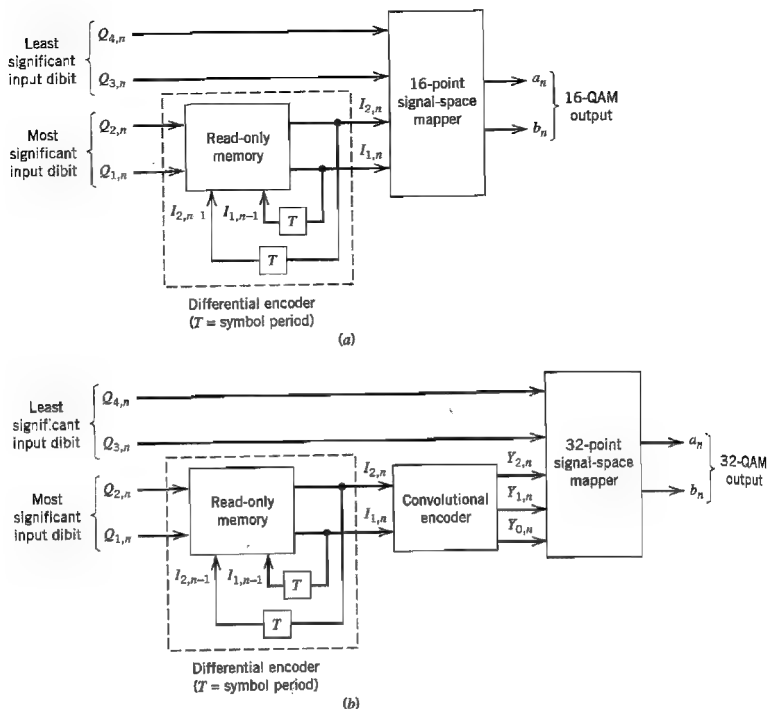 Least
significant
input dibit
Q4,n
Q3,n
Most
significant
input dibit
Q2,n
Q1,n
Read-only
memory
I2,n
I1,n
I2,n−1 I1,n−1
T
T
16-point
signal-space
mapper
an
bn
16-QAM
output
Differential encoder
(T = symbol period)
(a)
Least
significant
input dibit
Q4,n
Q3,n
Most
significant
input dibit
Q2,n
Q1,n
Read-only
memory
I2,n
I1,n
I2,n−1 I1,n−1
T
T
Convolutional
encoder
Y2,n
Y1,n
Y0,n
32-point
signal-space
mapper
an
bn
32-QAM
output
Differential encoder
(T = symbol period)
(b)